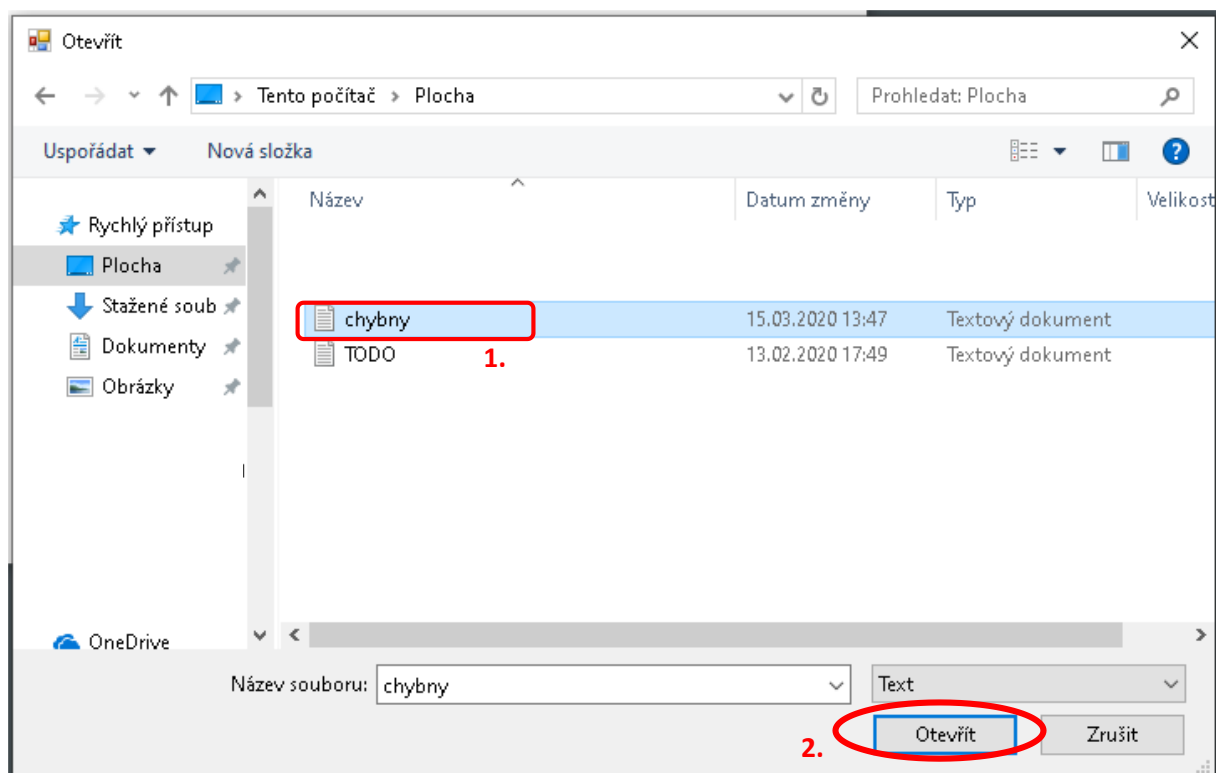 Otevřít
Tento počítač > Plocha
Prohledat: Plocha
Uspořádat
Nová složka
Název
Datum změny
Typ
Velikost
Rychlý přístup
Plocha
Stažené soub
Dokumenty
Obrázky
OneDrive
chybny 15.03.2020 13:47 Textový dokument
1.
TODO 13.02.2020 17:49 Textový dokument
Název souboru: chybny
Text
2.
Otevřít
Zrušit